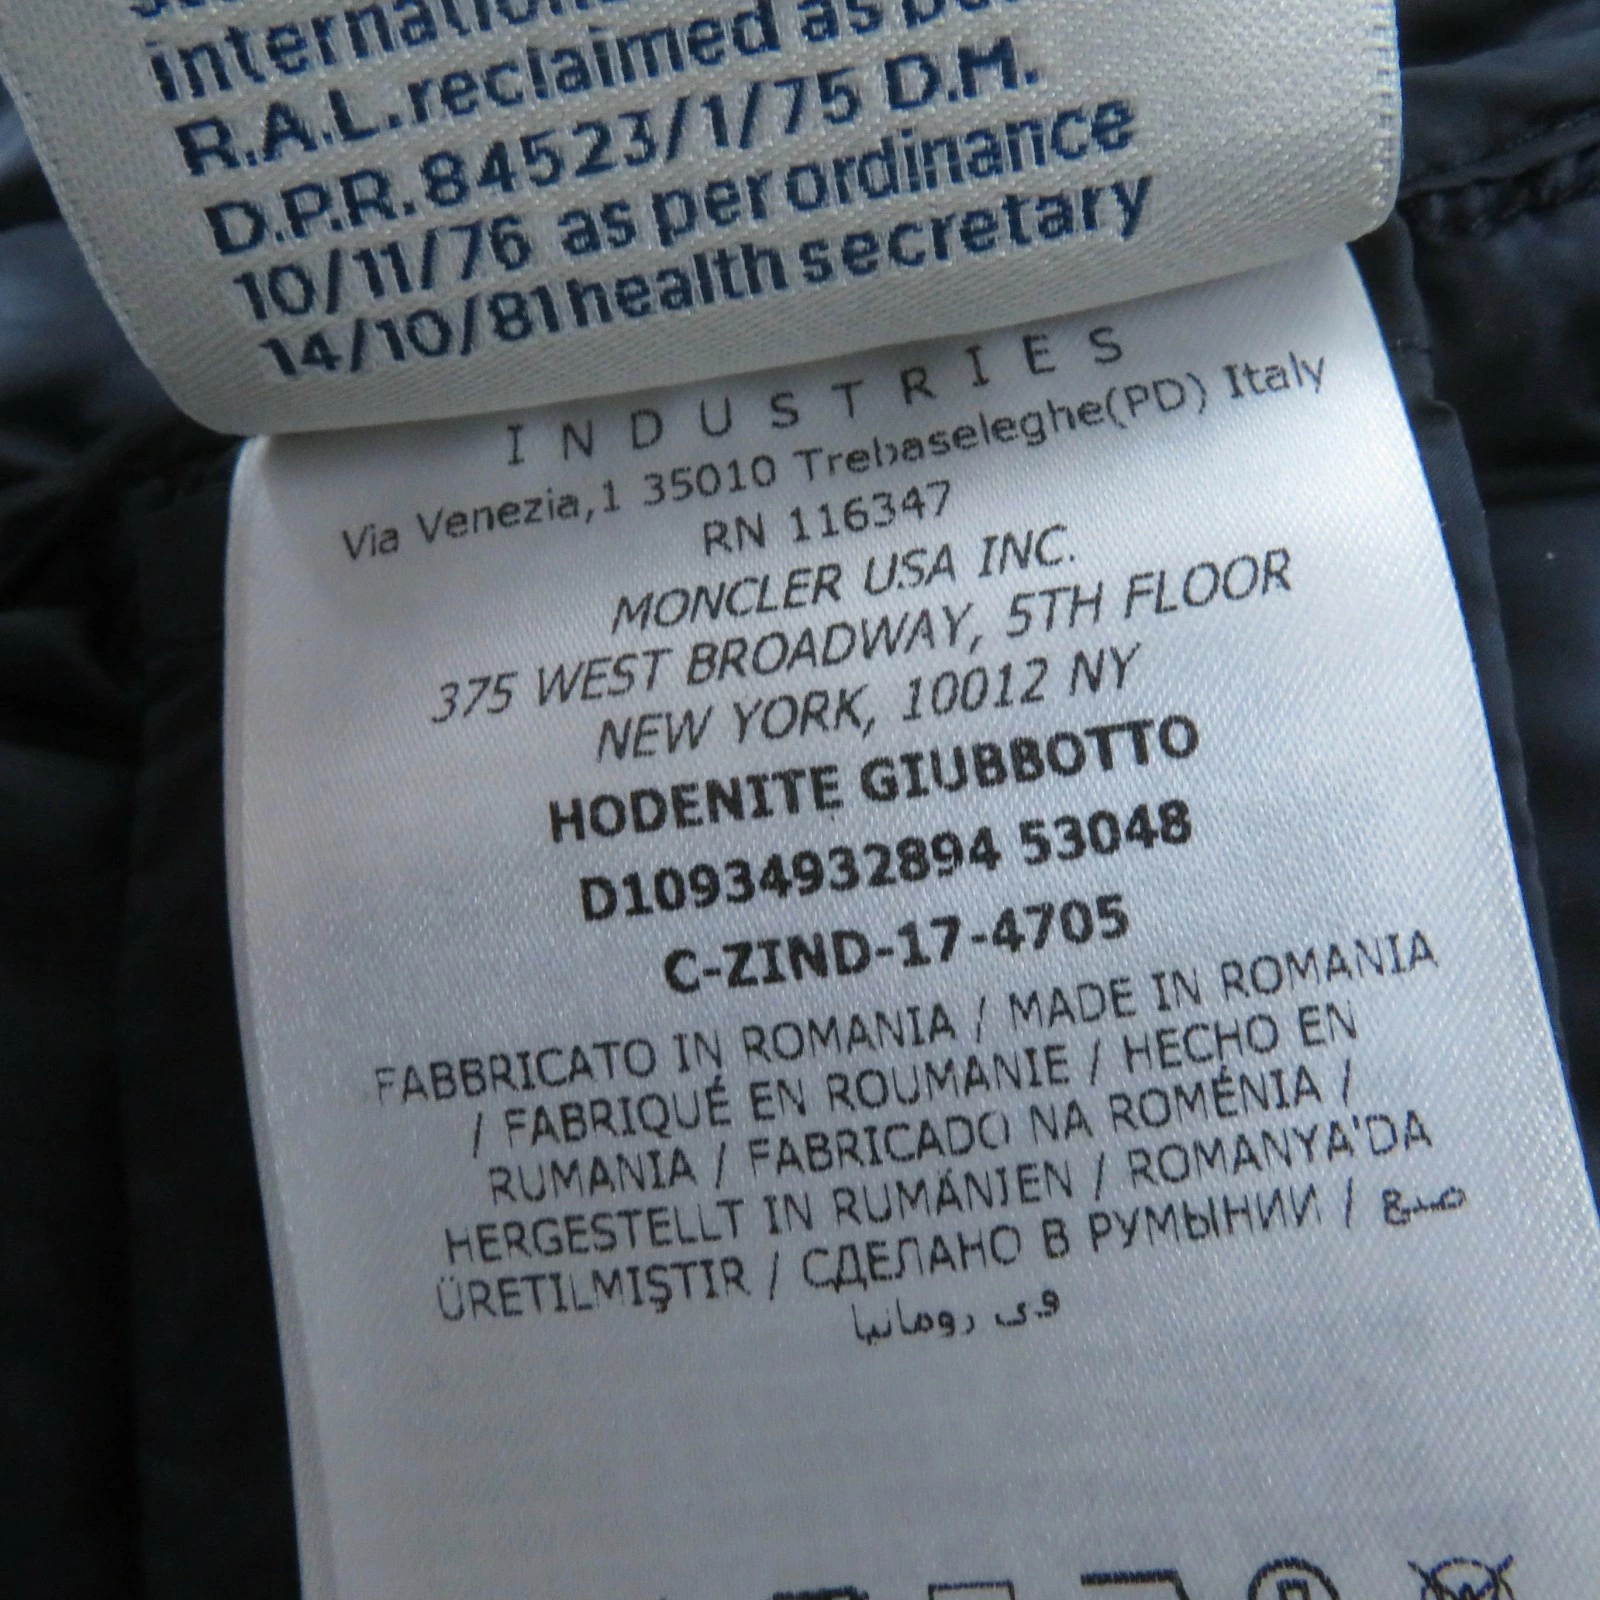 R.A.L. reclaimed as
D.P.R. 84523/1/75 D.M.
10/11/76 as per ordinance
14/10/81 health secretary
INDUSTRIES
Via Venezia,1 35010 Trebaseleghe(PD) Italy
RN 116347
MONCLER USA INC.
375 WEST BROADWAY, 5TH FLOOR
NEW YORK, 10012 NY
HODENITE GIUBBOTTO
D10934932894 53048
C-ZIND-17-4705
FABBRICATO IN ROMANIA / MADE IN ROMANIA
/ FABRIQUÉ EN ROUMANIE / HECHO EN
RUMANIA / FABRICADO NA ROMÉNIA /
HERGESTELLT IN RUMÄNIEN / ROMANYA'DA
ÜRETILMIŞTIR / СДЕЛАНО В РУМЫНИИ / صنع
في رومانيا